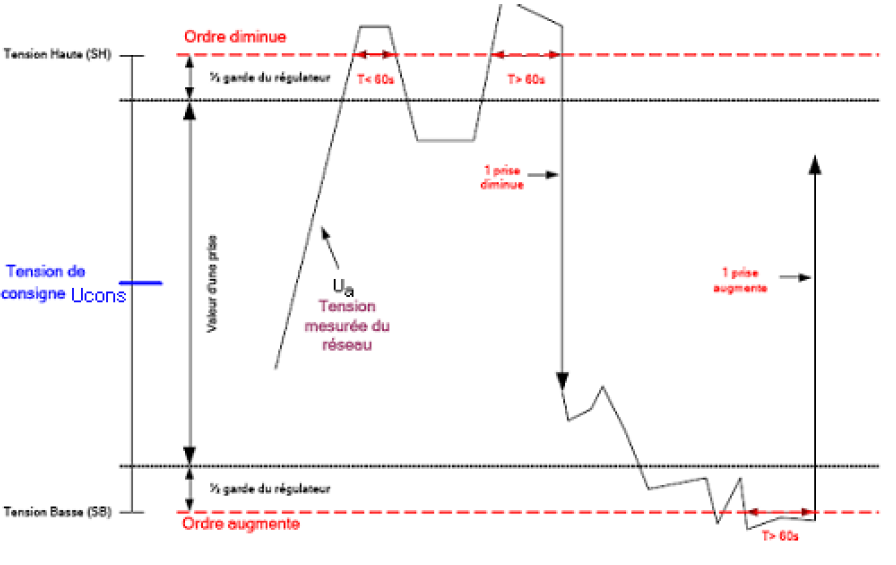 Ordre diminue
Tension Haute (SH)
½ garde du régulateur
T< 60s
T> 60s
1 prise
diminue
Valeur d'une prise
Tension de
consigne Ucons
Ua
Tension
mesurée du
réseau
1 prise
augmente
½ garde du régulateur
Tension Basse (SB)
Ordre augmente
T> 60s